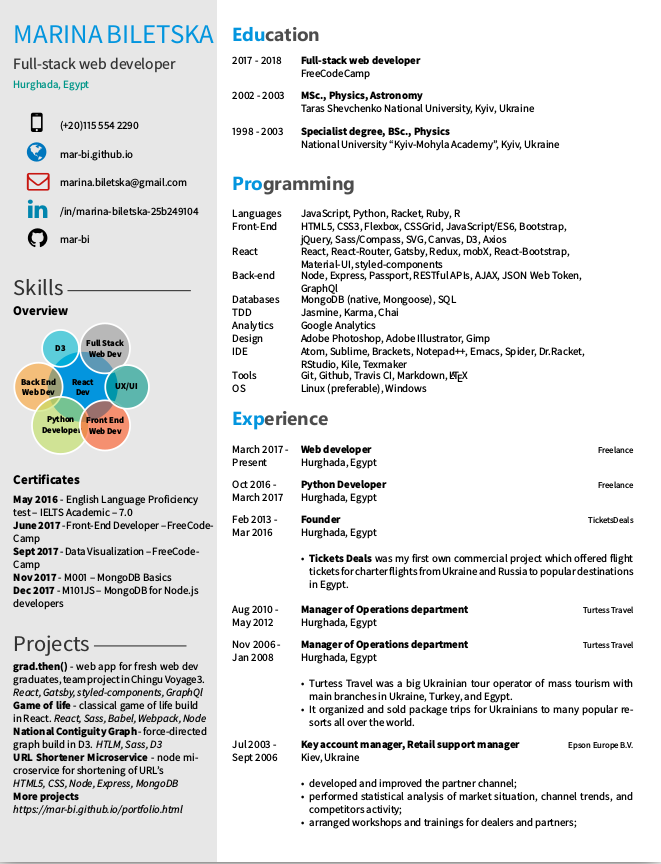 MARINA BILETSKA
Full-stack web developer
Hurghada, Egypt
(+20)115 554 2290
mar-bi.github.io
marina.biletska@gmail.com
in
/in/marina-biletska-25b249104
mar-bi
Skills
Overview
D3
Full Stack
Web Dev
Back End
Web Dev
React
Dev
UX/UI
Python
Developer
Front End
Web Dev
Certificates
May 2016 - English Language Proficiency
test – IELTS Academic – 7.0
June 2017 - Front-End Developer – FreeCode-
Camp
Sept 2017 - Data Visualization – FreeCode-
Camp
Nov 2017 - M001 – MongoDB Basics
Dec 2017 - M101JS – MongoDB for Node.js
developers
Projects
grad.then() - web app for fresh web dev
graduates, team project in Chingu Voyage3.
React, Gatsby, styled-components, GraphQl
Game of life - classical game of life build
in React. React, Sass, Babel, Webpack, Node
National Contiguity Graph - force-directed
graph build in D3. HTLM, Sass, D3
URL Shortener Microservice - node mi-
croservice for shortening of URL's
HTML5, CSS, Node, Express, MongoDB
More projects
https://mar-bi.github.io/portfolio.html
Education
2017 - 2018 Full-stack web developer
FreeCodeCamp
2002 - 2003 MSc., Physics, Astronomy
Taras Shevchenko National University, Kyiv, Ukraine
1998 - 2003 Specialist degree, BSc., Physics
National University “Kyiv-Mohyla Academy”, Kyiv, Ukraine
Programming
Languages JavaScript, Python, Racket, Ruby, R
Front-End HTML5, CSS3, Flexbox, CSSGrid, JavaScript/ES6, Bootstrap,
jQuery, Sass/Compass, SVG, Canvas, D3, Axios
React React, React-Router, Gatsby, Redux, mobX, React-Bootstrap,
Material-UI, styled-components
Back-end Node, Express, Passport, RESTful APIs, AJAX, JSON Web Token,
GraphQl
Databases MongoDB (native, Mongoose), SQL
TDD Jasmine, Karma, Chai
Analytics Google Analytics
Design Adobe Photoshop, Adobe Illustrator, Gimp
IDE Atom, Sublime, Brackets, Notepad++, Emacs, Spider, Dr.Racket,
RStudio, Kile, Texmaker
Tools Git, Github, Travis CI, Markdown, LATEX
OS Linux (preferable), Windows
Experience
March 2017 - Web developer Freelance
Present Hurghada, Egypt
Oct 2016 - Python Developer Freelance
March 2017 Hurghada, Egypt
Feb 2013 - Founder TicketsDeals
Mar 2016 Hurghada, Egypt
• Tickets Deals was my first own commercial project which offered flight
tickets for charter flights from Ukraine and Russia to popular destinations
in Egypt.
Aug 2010 - Manager of Operations department Turtess Travel
May 2012 Hurghada, Egypt
Nov 2006 - Manager of Operations department Turtess Travel
Jan 2008 Hurghada, Egypt
• Turtess Travel was a big Ukrainian tour operator of mass tourism with
main branches in Ukraine, Turkey, and Egypt.
• It organized and sold package trips for Ukrainians to many popular re-
sorts all over the world.
Jul 2003 - Key account manager, Retail support manager Epson Europe B.V.
Sept 2006 Kiev, Ukraine
• developed and improved the partner channel;
• performed statistical analysis of market situation, channel trends, and
competitors activity;
• arranged workshops and trainings for dealers and partners;